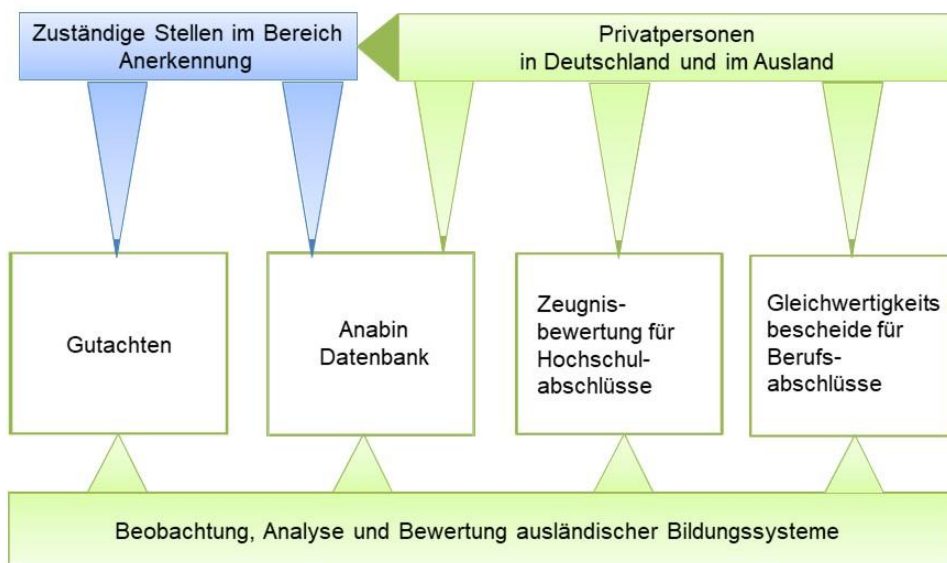 Zuständige Stellen im Bereich
Anerkennung
Privatpersonen
in Deutschland und im Ausland
Gutachten
Anabin
Datenbank
Zeugnis-
bewertung für
Hochschul-
abschlüsse
Gleichwertigkeits
bescheide für
Berufs-
abschlüsse
Beobachtung, Analyse und Bewertung ausländischer Bildungssysteme